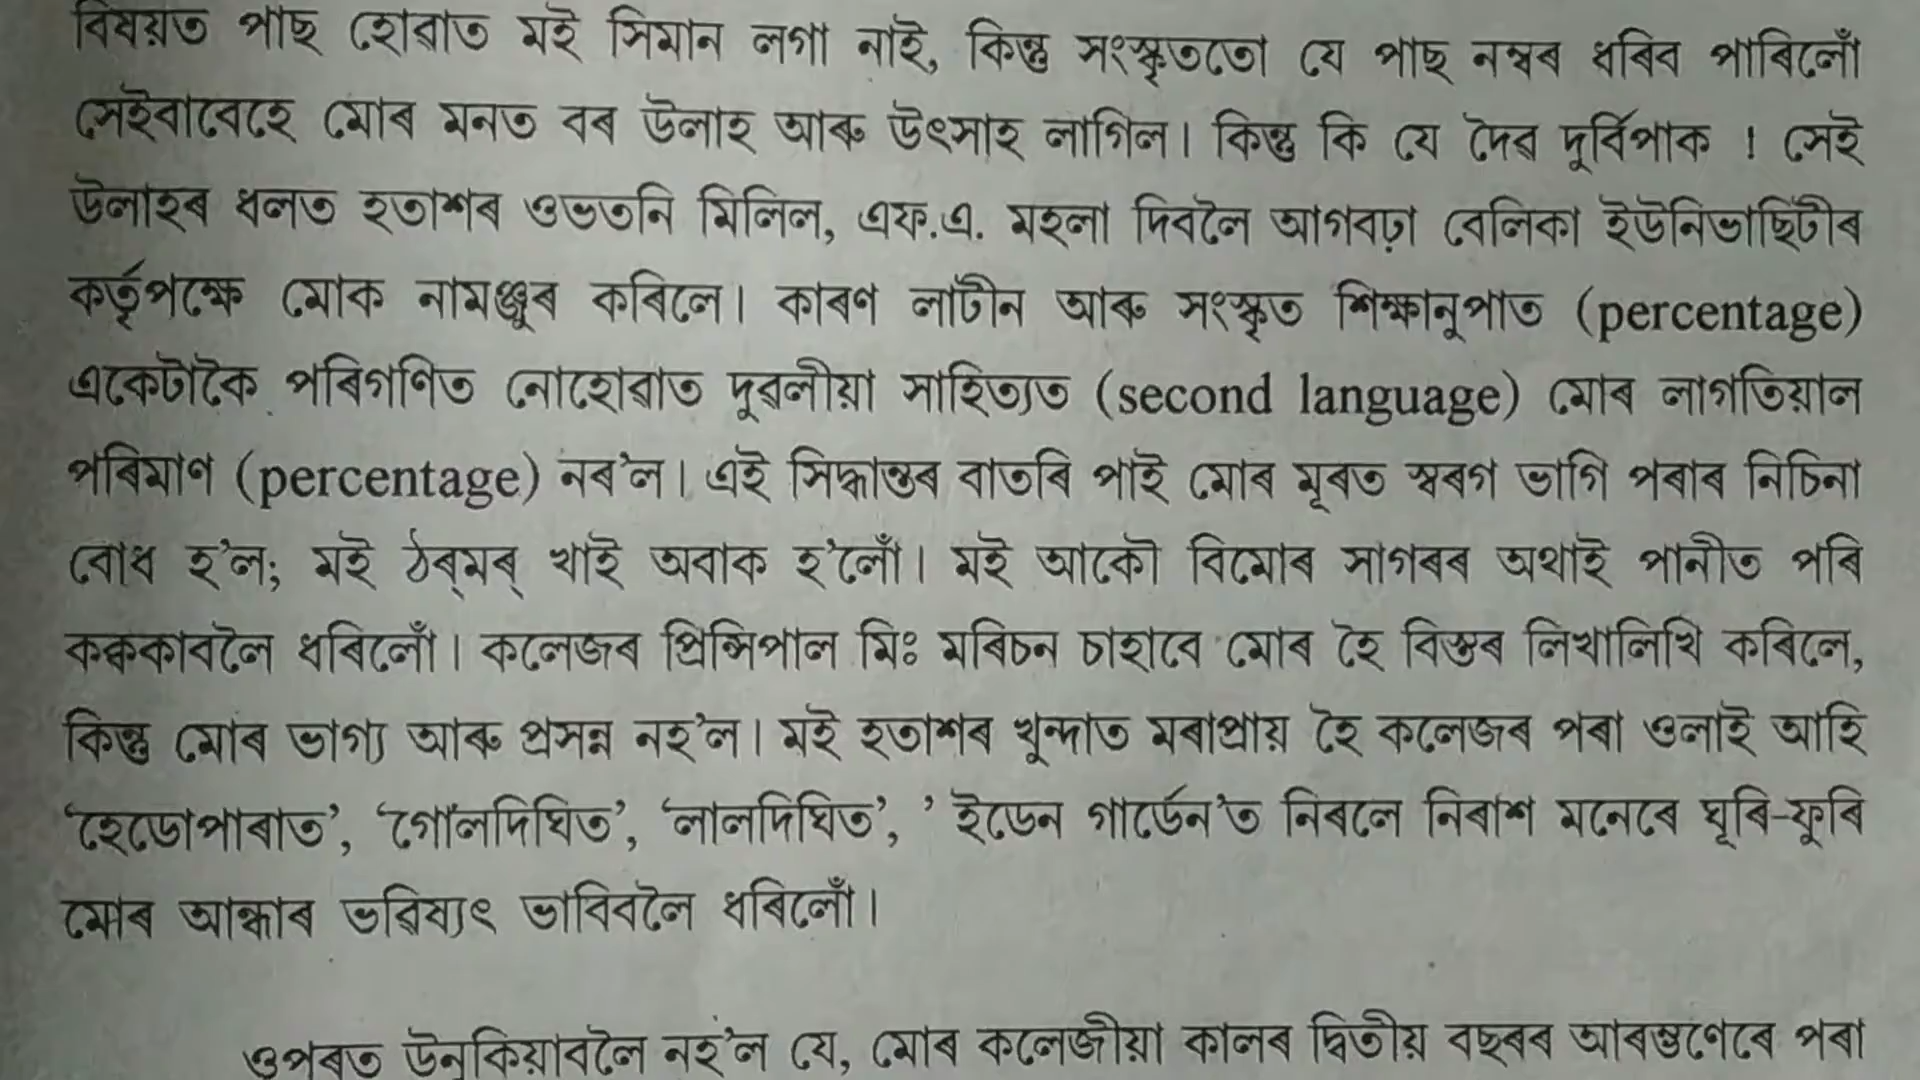 বিষয়ত পাছ হোৱাত মই সিমান লগা নাই, কিন্তু সংস্কৃততো যে পাছ নম্বৰ ধৰিব পাৰিলোঁ
সেইবাবেহে মোৰ মনত বৰ উলাহ আৰু উৎসাহ লাগিল। কিন্তু কি যে দৈৱ দুৰ্বিপাক ! সেই
উলাহৰ ধলত হতাশৰ ওভতনি মিলিল, এফ.এ. মহলা দিবলৈ আগবঢ়া বেলিকা ইউনিভাছিটীৰ
কৰ্তৃপক্ষে মোক নামঞ্জুৰ কৰিলে। কাৰণ লাটীন আৰু সংস্কৃত শিক্ষানুপাত (percentage)
একেটাকৈ পৰিগণিত নোহোৱাত দুৱলীয়া সাহিত্যত (second language) মোৰ লাগতিয়াল
পৰিমাণ (percentage) নৰ'ল। এই সিদ্ধান্তৰ বাতৰি পাই মোৰ মূৰত স্বৰগ ভাগি পৰাৰ নিচিনা
বোধ হ'ল; মই ঠৰ্‌মৰ্‌ খাই অবাক হ'লোঁ। মই আকৌ বিমোৰ সাগৰৰ অথাই পানীত পৰি
ককবকাবলৈ ধৰিলোঁ। কলেজৰ প্ৰিন্সিপাল মিঃ মৰিচন চাহাবে মোৰ হৈ বিস্তৰ লিখালিখি কৰিলে,
কিন্তু মোৰ ভাগ্য আৰু প্ৰসন্ন নহ'ল। মই হতাশৰ খুন্দাত মৰাপ্ৰায় হৈ কলেজৰ পৰা ওলাই আহি
‘হেডোপাৰাত’, ‘গোলদিঘিত’, ‘লালদিঘিত’, ’ ইডেন গাৰ্ডেন’ত নিৰলে নিৰাশ মনেৰে ঘূৰি-ফুৰি
মোৰ আন্ধাৰ ভৱিষ্যৎ ভাবিবলৈ ধৰিলোঁ।
ওপৰত উনুকিয়াবলৈ নহ'ল যে, মোৰ কলেজীয়া কালৰ দ্বিতীয় বছৰৰ আৰম্ভণেৰে পৰা